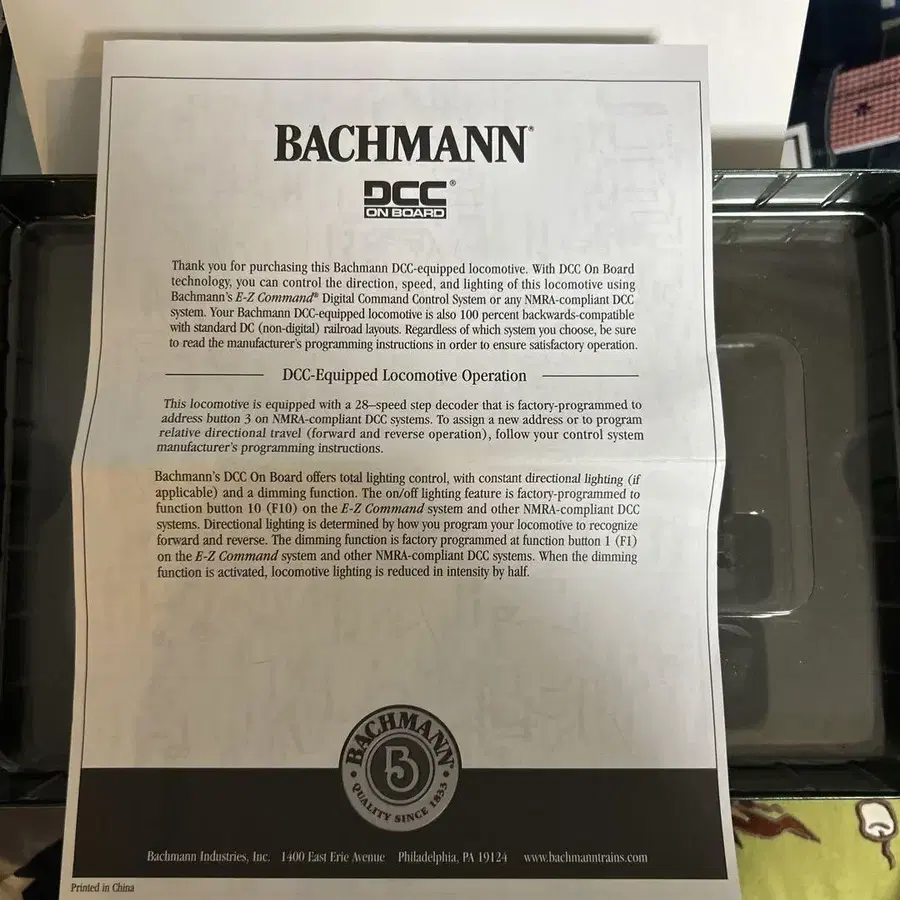 BACHMANN®
DCC®
ON BOARD
Thank you for purchasing this Bachmann DCC-equipped locomotive. With DCC On Board
technology, you can control the direction, speed, and lighting of this locomotive using
Bachmann's E-Z Command® Digital Command Control System or any NMRA-compliant DCC
system. Your Bachmann DCC-equipped locomotive is also 100 percent backwards-compatible
with standard DC (non-digital) railroad layouts. Regardless of which system you choose, be sure
to read the manufacturer's programming instructions in order to ensure satisfactory operation.
DCC-Equipped Locomotive Operation
This locomotive is equipped with a 28–speed step decoder that is factory-programmed to
address button 3 on NMRA-compliant DCC systems. To assign a new address or to program
relative directional travel (forward and reverse operation), follow your control system
manufacturer's programming instructions.
Bachmann's DCC On Board offers total lighting control, with constant directional lighting (if
applicable) and a dimming function. The on/off lighting feature is factory-programmed to
function button 10 (F10) on the E-Z Command system and other NMRA-compliant DCC
systems. Directional lighting is determined by how you program your locomotive to recognize
forward and reverse. The dimming function is factory programmed at function button 1 (F1)
on the E-Z Command system and other NMRA-compliant DCC systems. When the dimming
function is activated, locomotive lighting is reduced in intensity by half.
BACHMANN
B
• QUALITY SINCE 1833 •
Bachmann Industries, Inc. 1400 East Erie Avenue Philadelphia, PA 19124 www.bachmanntrains.com
Printed in China